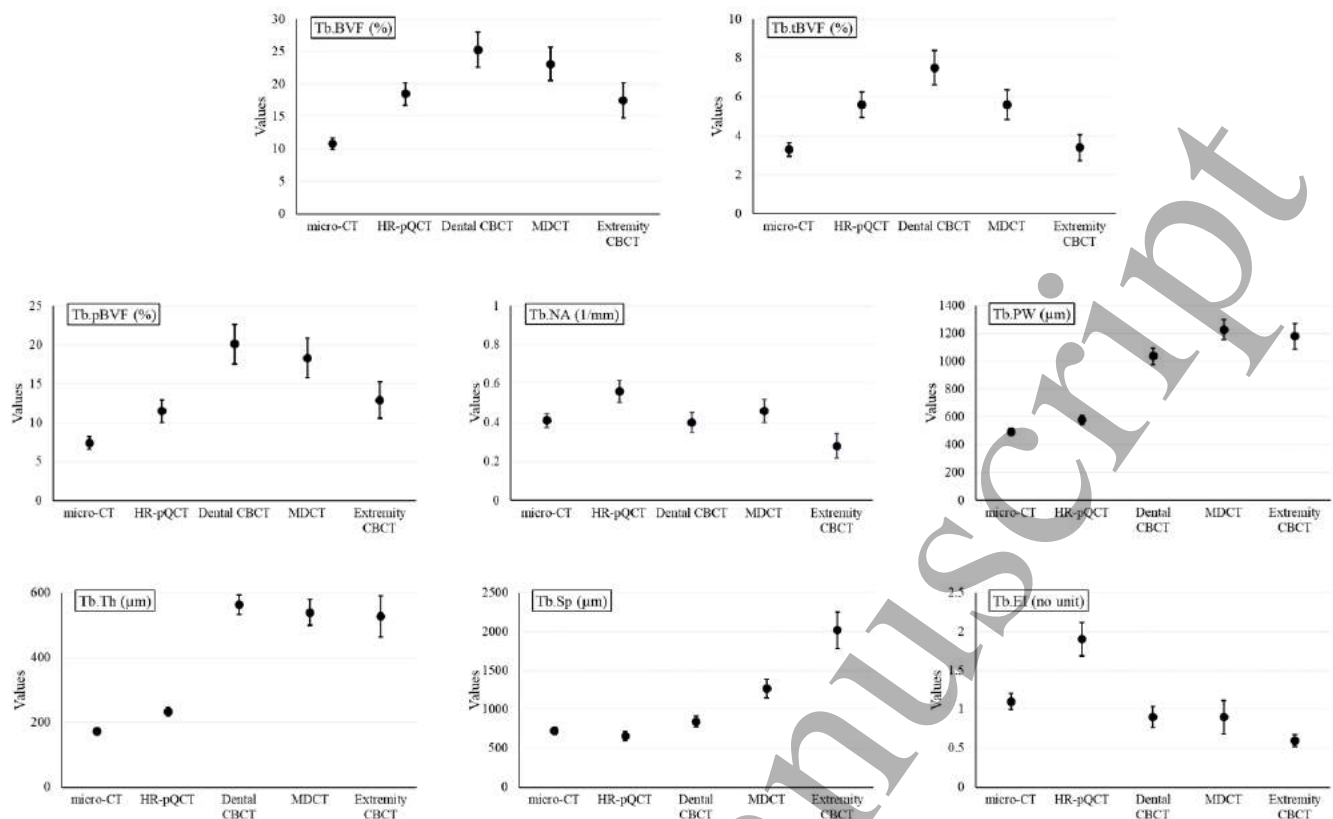 Tb.BVF (%)
Values
30
25
20
15
10
5
0
micro-CT HR-pQCT Dental CBCT MDCT Extremity
CBCT
Tb.tBVF (%)
Values
10
8
6
4
2
0
micro-CT HR-pQCT Dental CBCT MDCT Extremity
CBCT
Tb.pBVF (%)
Values
25
20
15
10
5
0
micro-CT HR-pQCT Dental CBCT MDCT Extremity
CBCT
Tb.NA (1/mm)
Values
1
0.8
0.6
0.4
0.2
0
micro-CT HR-pQCT Dental CBCT MDCT Extremity
CBCT
Tb.PW (μm)
Values
1400
1200
1000
800
600
400
200
0
micro-CT HR-pQCT Dental MDCT Extremity
CBCT CBCT
Tb.Th (μm)
Values
600
400
200
0
micro-CT HR-pQCT Dental MDCT Extremity
CBCT CBCT
Tb.Sp (μm)
Values
2500
2000
1500
1000
500
0
micro-CT HR-pQCT Dental MDCT Extremity
CBCT CBCT
Tb.EI (no unit)
Values
2.5
2
1.5
1
0.5
0
micro-CT HR-pQCT Dental MDCT Extremity
CBCT CBCT
nuscript